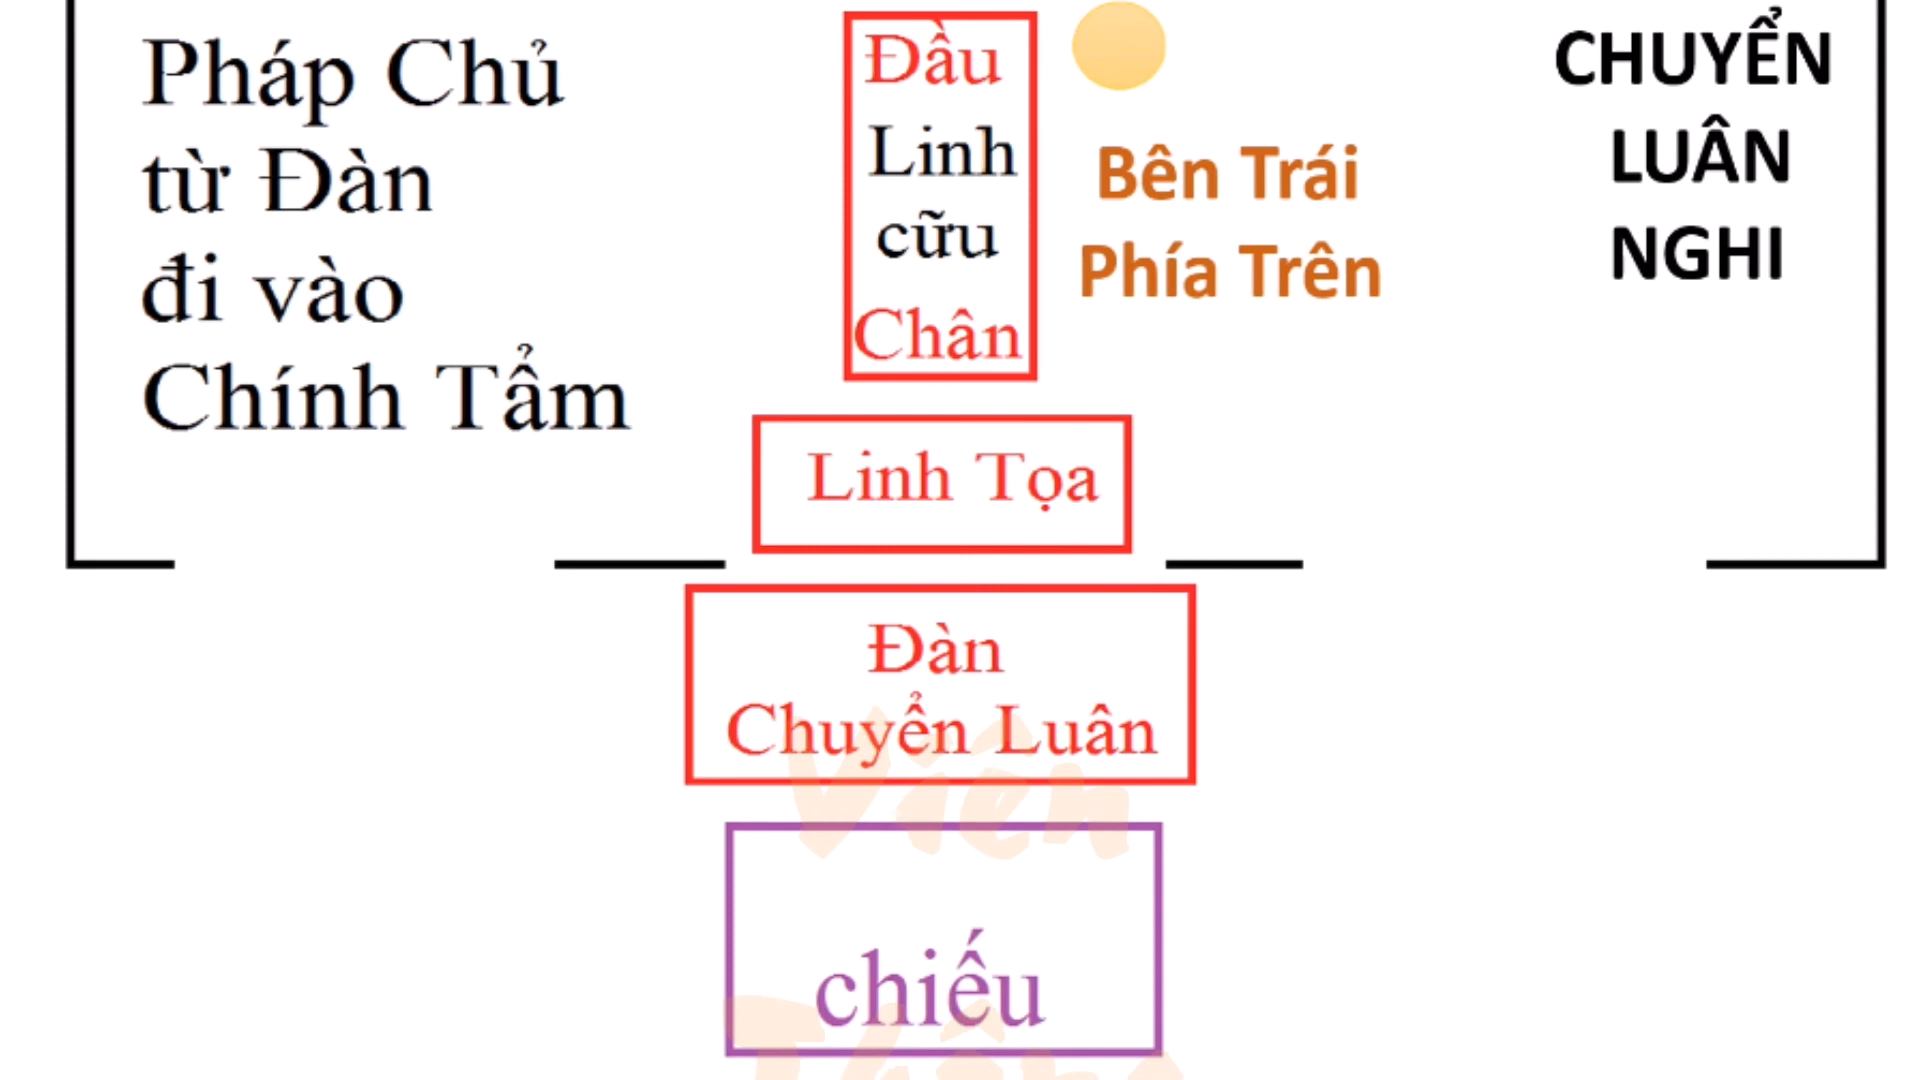 Pháp Chủ
từ Đàn
đi vào
Chính Tẩm
Đầu
Linh
cữu
Chân
Bên Trái
Phía Trên
CHUYỂN
LUÂN
NGHI
Linh Tọa
Đàn
Chuyển Luân
Viên
chiếu